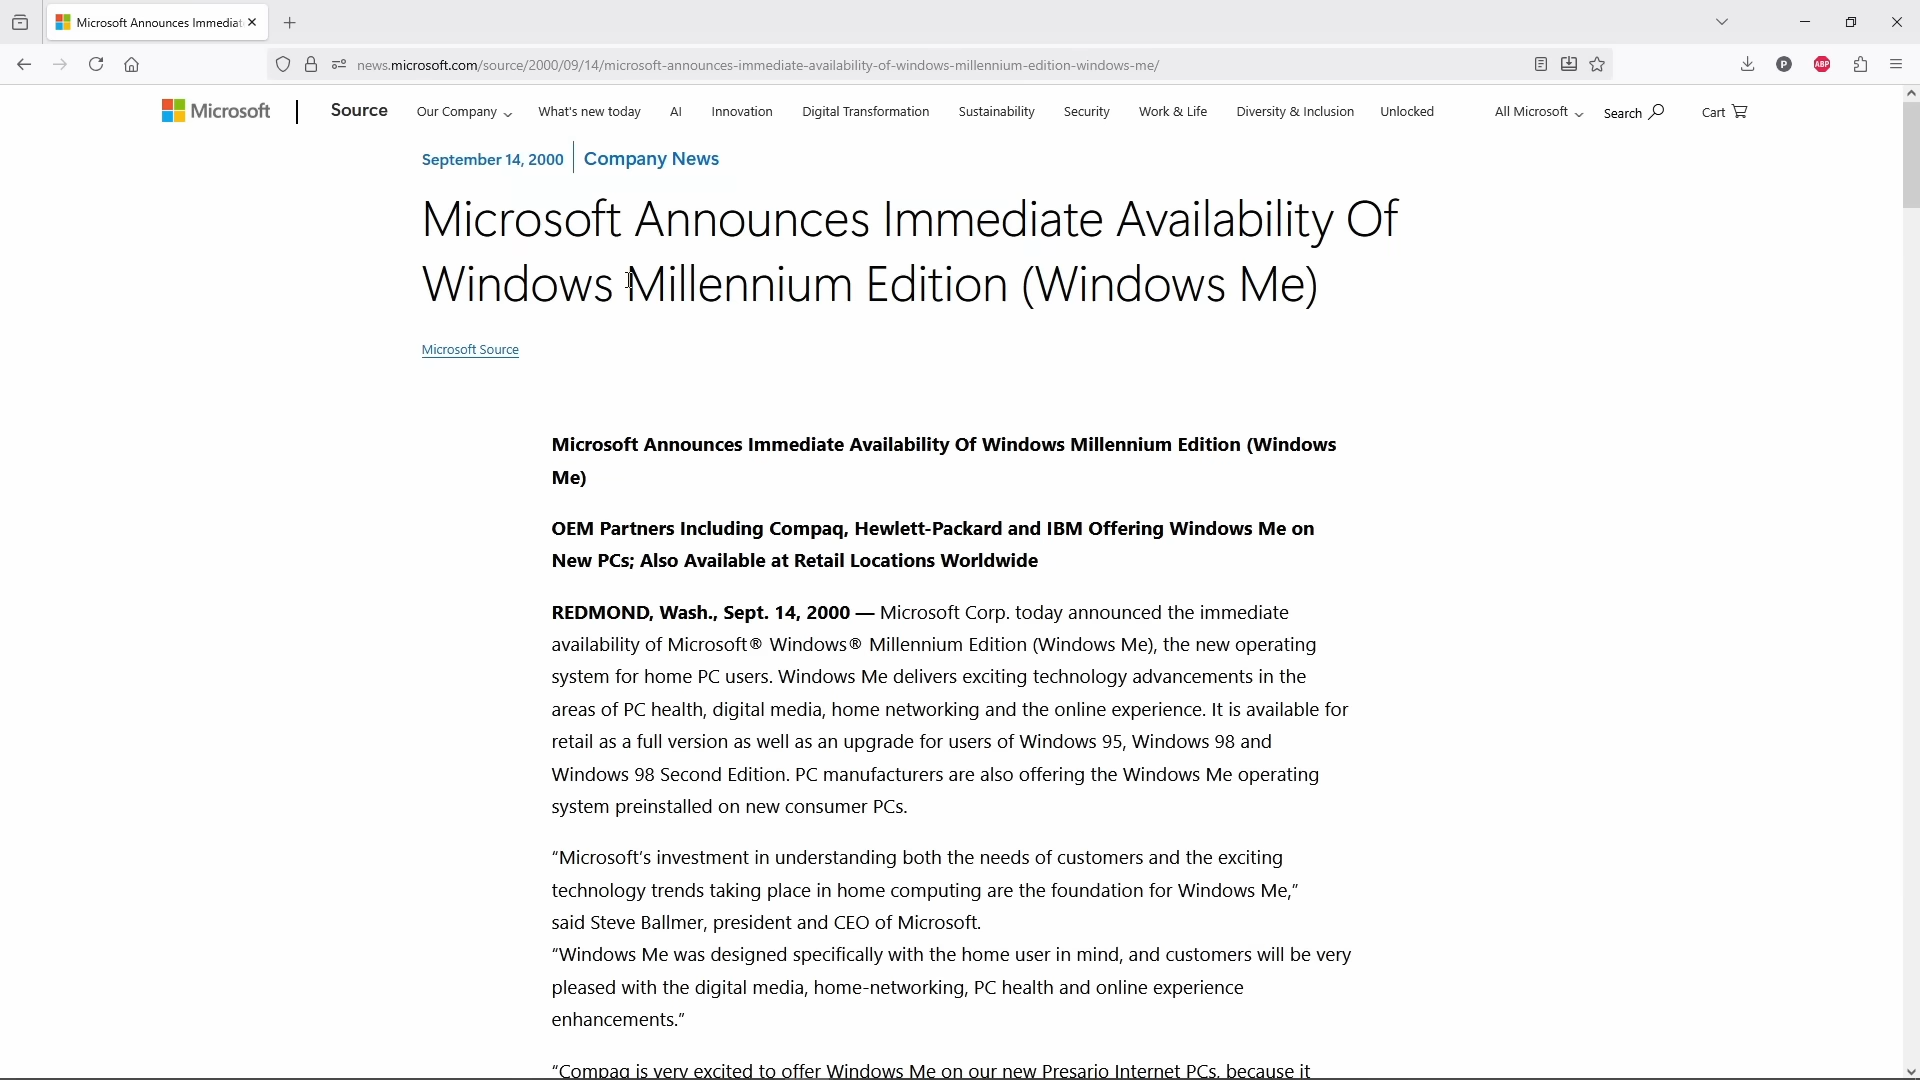 Microsoft Announces Immediat
news.microsoft.com/source/2000/09/14/microsoft-announces-immediate-availability-of-windows-millennium-edition-windows-me/
P
ABP
Microsoft | Source Our Company What's new today AI Innovation Digital Transformation Sustainability Security Work & Life Diversity & Inclusion Unlocked All Microsoft Search Cart
September 14, 2000 | Company News
Microsoft Announces Immediate Availability Of
Windows Millennium Edition (Windows Me)
Microsoft Source
Microsoft Announces Immediate Availability Of Windows Millennium Edition (Windows
Me)
OEM Partners Including Compaq, Hewlett-Packard and IBM Offering Windows Me on
New PCs; Also Available at Retail Locations Worldwide
REDMOND, Wash., Sept. 14, 2000 — Microsoft Corp. today announced the immediate
availability of Microsoft® Windows® Millennium Edition (Windows Me), the new operating
system for home PC users. Windows Me delivers exciting technology advancements in the
areas of PC health, digital media, home networking and the online experience. It is available for
retail as a full version as well as an upgrade for users of Windows 95, Windows 98 and
Windows 98 Second Edition. PC manufacturers are also offering the Windows Me operating
system preinstalled on new consumer PCs.
“Microsoft’s investment in understanding both the needs of customers and the exciting
technology trends taking place in home computing are the foundation for Windows Me,”
said Steve Ballmer, president and CEO of Microsoft.
“Windows Me was designed specifically with the home user in mind, and customers will be very
pleased with the digital media, home-networking, PC health and online experience
enhancements.”
“Compaq is very excited to offer Windows Me on our new Presario Internet PCs, because it